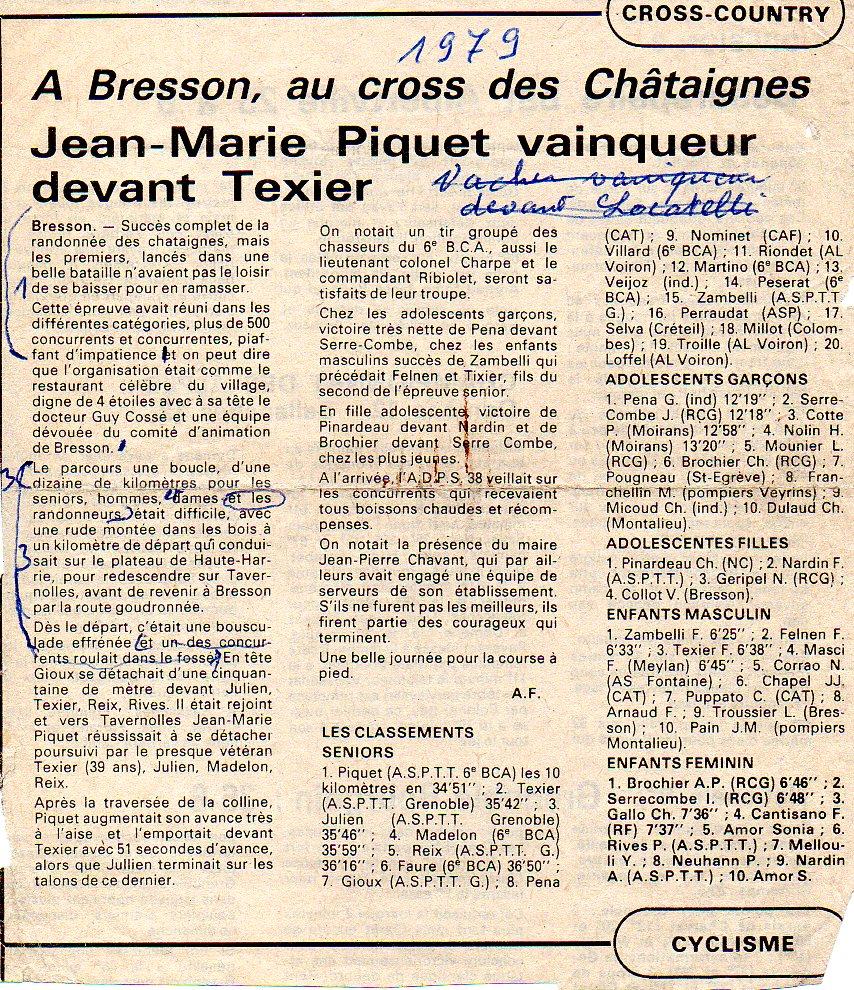 CROSS-COUNTRY
1979
A Bresson, au cross des Châtaignes
Jean-Marie Piquet vainqueur
devant Texier
Vacher vainqueur
devant Locatelli
Bresson. — Succès complet de la
randonnée des chataignes, mais
les premiers, lancés dans une
belle bataille n'avaient pas le loisir
de se baisser pour en ramasser.
1
Cette épreuve avait réuni dans les
différentes catégories, plus de 500
concurrents et concurrentes, piaf-
fant d'impatience et on peut dire
que l'organisation était comme le
restaurant célèbre du village,
digne de 4 étoiles avec à sa tête le
docteur Guy Cossé et une équipe
dévouée du comité d'animation
de Bresson.
3
Le parcours une boucle, d'une
dizaine de kilomètres pour les
seniors, hommes, dames et les
randonneurs était difficile, avec
une rude montée dans les bois à
un kilomètre de départ qui condui-
3
sait sur le plateau de Haute-Har-
rie, pour redescendre sur Taver-
nolles, avant de revenir à Bresson
par la route goudronnée.
Dès le départ, c'était une bouscu-
lade effrénée et un des concur-
rents roulait dans le fossé. En tête
Gioux se détachait d'une cinquan-
taine de mètre devant Julien,
Texier, Reix, Rives. Il était rejoint
et vers Tavernolles Jean-Marie
Piquet réussissait à se détacher
poursuivi par le presque vétéran
Texier (39 ans), Julien, Madelon,
Reix.
Après la traversée de la colline,
Piquet augmentait son avance très
à l'aise et l'emportait devant
Texier avec 51 secondes d'avance,
alors que Jullien terminait sur les
talons de ce dernier.
On notait un tir groupé des
chasseurs du 6e B.C.A., aussi le
lieutenant colonel Charpe et le
commandant Ribiolet, seront sa-
tisfaits de leur troupe.
Chez les adolescents garçons,
victoire très nette de Pena devant
Serre-Combe, chez les enfants
masculins succès de Zambelli qui
précédait Felnen et Tixier, fils du
second de l'épreuve senior.
En fille adolescente, victoire de
Pinardeau devant Nardin et de
Brochier devant Serre Combe,
chez les plus jeunes.
A l'arrivée, l'A.D.P.S. 38 veillait sur
les concurrents qui recevaient
tous boissons chaudes et récom-
penses.
On notait la présence du maire
Jean-Pierre Chavant, qui par ail-
leurs avait engagé une équipe de
serveurs de son établissement.
S'ils ne furent pas les meilleurs, ils
firent partie des courageux qui
terminent.
Une belle journée pour la course à
pied.
A.F.
LES CLASSEMENTS
SENIORS
1. Piquet (A.S.P.T.T. 6e BCA) les 10
kilomètres en 34'51'' ; 2. Texier
(A.S.P.T.T. Grenoble) 35'42'' ; 3.
Julien (A.S.P.T.T. Grenoble)
35'46'' ; 4. Madelon (6e BCA)
35'59'' ; 5. Reix (A.S.P.T.T. G.)
36'16'' ; 6. Faure (6e BCA) 36'50'' ;
7. Gioux (A.S.P.T.T. G.) ; 8. Pena
(CAT) ; 9. Nominet (CAF) ; 10.
Villard (6e BCA) ; 11. Riondet (AL
Voiron) ; 12. Martino (6e BCA) ; 13.
Veijoz (ind.) ; 14. Peserat (6e
BCA) ; 15. Zambelli (A.S.P.T.T.
G.) ; 16. Perraudat (ASP) ; 17.
Selva (Créteil) ; 18. Millot (Colom-
bes) ; 19. Troille (AL Voiron) ; 20.
Loffel (AL Voiron).
ADOLESCENTS GARÇONS
1. Pena G. (ind) 12'19'' ; 2. Serre-
Combe J. (RCG) 12'18'' ; 3. Cotte
P. (Moirans) 12'58'' ; 4. Nolin H.
(Moirans) 13'20'' ; 5. Mounier L.
(RCG) ; 6. Brochier Ch. (RCG) ; 7.
Pougneau (St-Egrève) ; 8. Fran-
chellin M. (pompiers Veyrins) ; 9.
Micoud Ch. (ind.) ; 10. Dulaud Ch.
(Montalieu).
ADOLESCENTES FILLES
1. Pinardeau Ch. (NC) ; 2. Nardin F.
(A.S.P.T.T.) ; 3. Geripel N. (RCG) ;
4. Collot V. (Bresson).
ENFANTS MASCULIN
1. Zambelli F. 6'25'' ; 2. Felnen F.
6'33'' ; 3. Texier F. 6'38'' ; 4. Masci
F. (Meylan) 6'45'' ; 5. Corrao N.
(AS Fontaine) ; 6. Chapel JJ.
(CAT) ; 7. Puppato C. (CAT) ; 8.
Arnaud F. ; 9. Troussier L. (Bres-
son) ; 10. Pain J.M. (pompiers
Montalieu).
ENFANTS FEMININ
1. Brochier A.P. (RCG) 6'46'' ; 2.
Serrecombe I. (RCG) 6'48'' ; 3.
Gallo Ch. 7'36'' ; 4. Cantisano F.
(RF) 7'37'' ; 5. Amor Sonia ; 6.
Rives P. (A.S.P.T.T.) ; 7. Mellou-
li Y. ; 8. Neuhann P. ; 9. Nardin
A. (A.S.P.T.T.) ; 10. Amor S.
CYCLISME